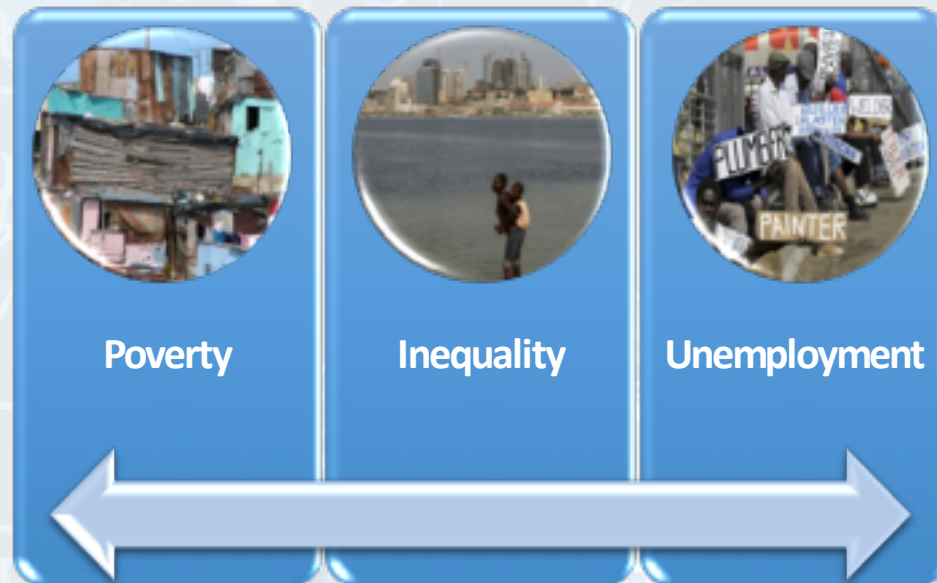 Poverty
Inequality
Unemployment
PLUMBER
PAINTER